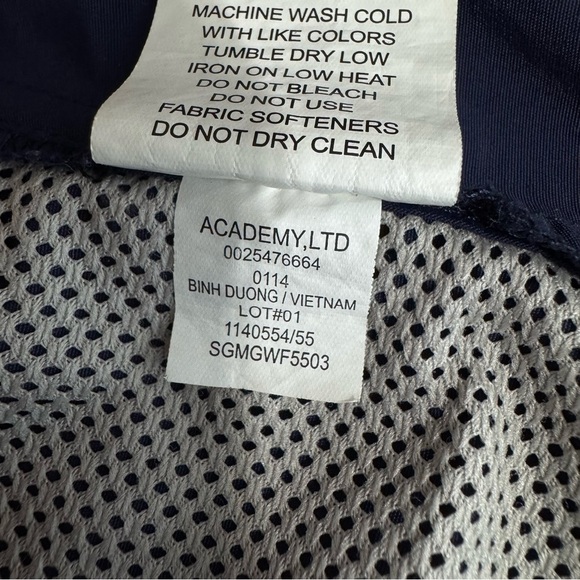 MACHINE WASH COLD
WITH LIKE COLORS
TUMBLE DRY LOW
IRON ON LOW HEAT
DO NOT BLEACH
DO NOT USE
FABRIC SOFTENERS
DO NOT DRY CLEAN
ACADEMY,LTD
0025476664
0114
BINH DUONG / VIETNAM
LOT#01
1140554/55
SGMGWF5503